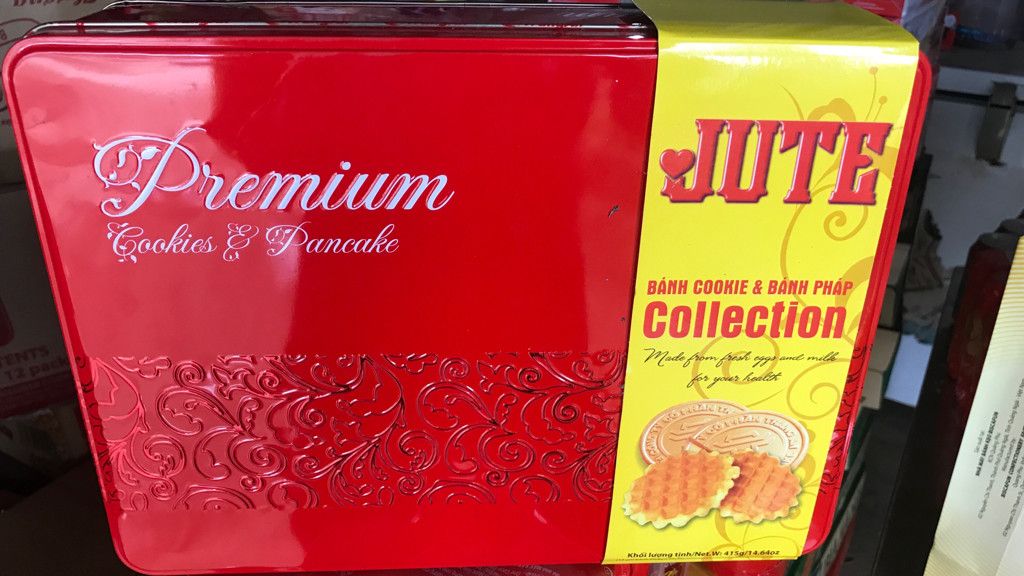 Premium
Cookies & Pancake
JUTE
BÁNH COOKIE & BÁNH PHÁP
Collection
Made from fresh eggs and milk
for your health
Khối lượng tịnh/Net.W: 415g/14.64oz